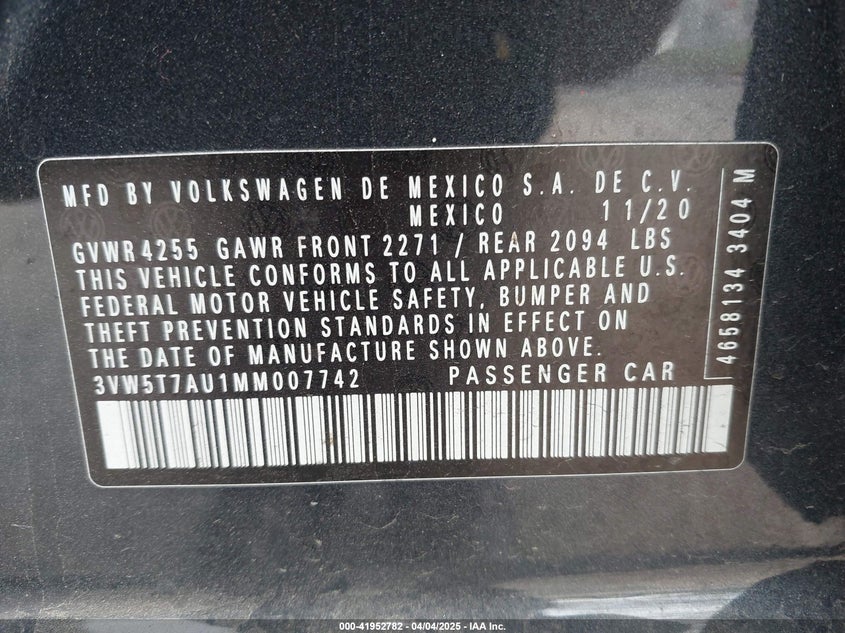 MFD BY VOLKSWAGEN DE MEXICO S.A. DE C.V.
MEXICO 11/20
GVWR 4255 GAWR FRONT 2271 / REAR 2094 LBS
THIS VEHICLE CONFORMS TO ALL APPLICABLE U.S.
FEDERAL MOTOR VEHICLE SAFETY, BUMPER AND
THEFT PREVENTION STANDARDS IN EFFECT ON
THE DATE OF MANUFACTURE SHOWN ABOVE.
3VW5T7AU1MM007742 PASSENGER CAR
4658134 3404 M
000-41952782 - 04/04/2025 - IAA Inc.